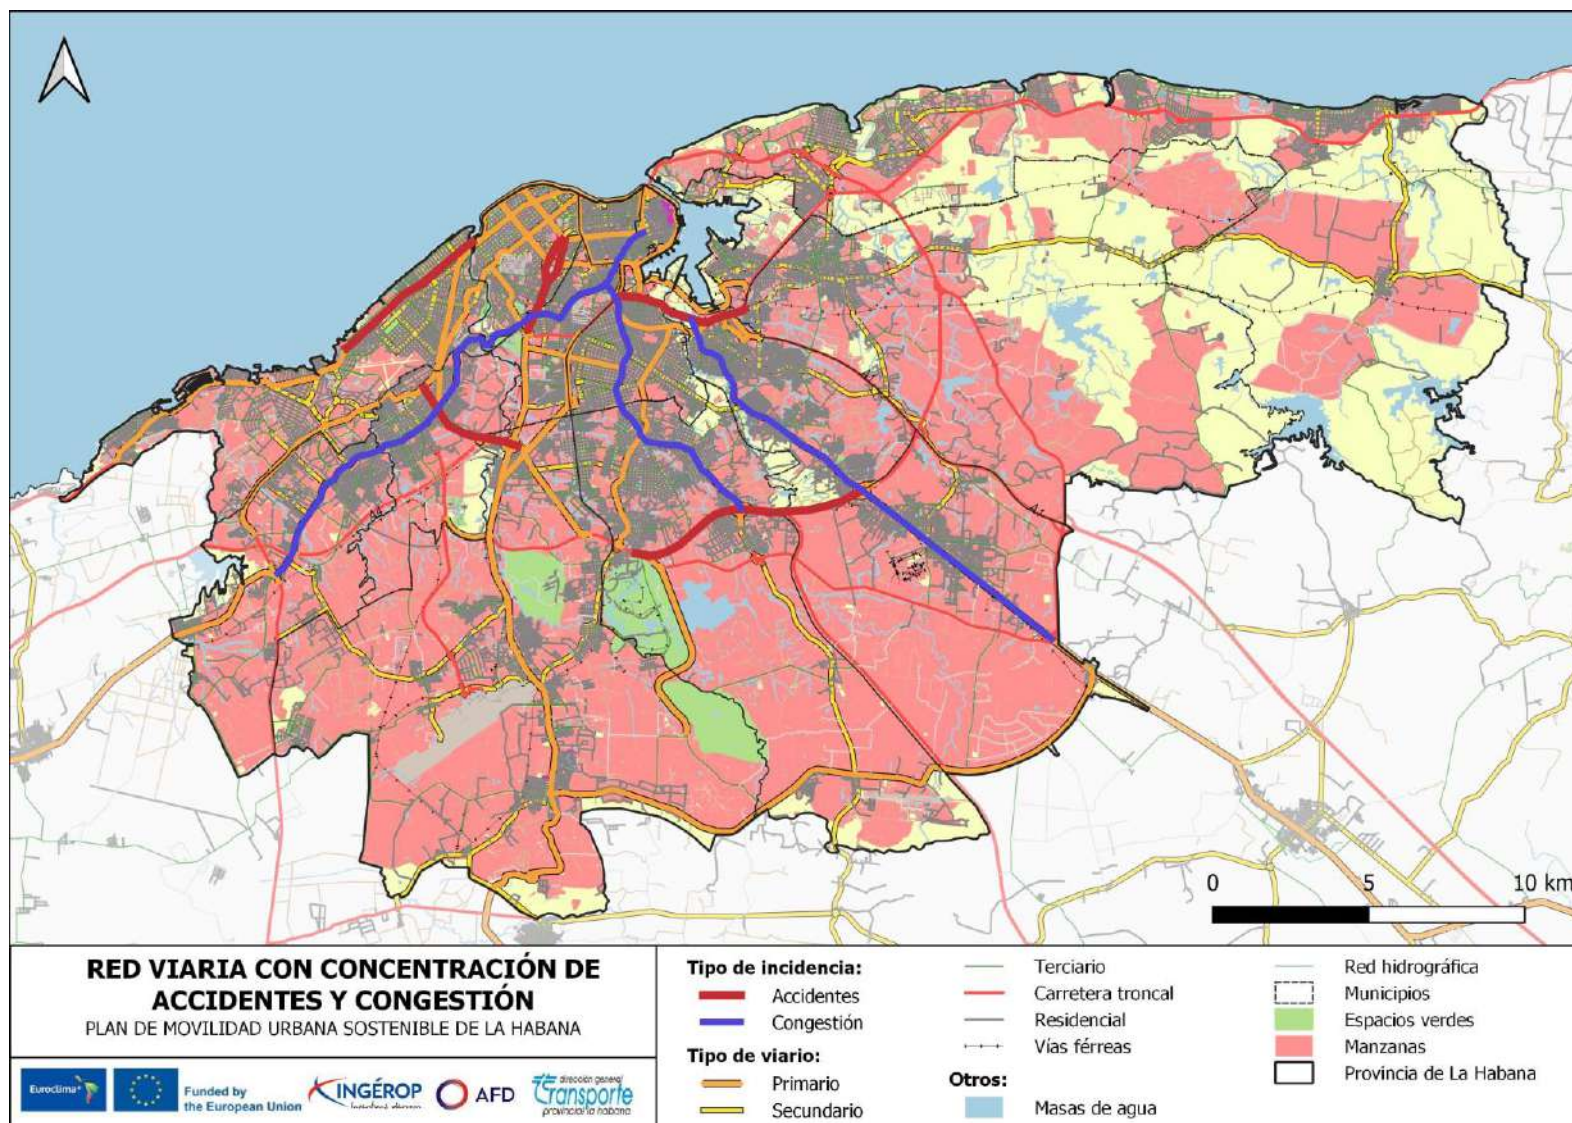 0 5 10 km
RED VIARIA CON CONCENTRACIÓN DE
ACCIDENTES Y CONGESTIÓN
PLAN DE MOVILIDAD URBANA SOSTENIBLE DE LA HABANA
Euroclima
Funded by
the European Union
INGÉROP
AFD
dirección general
Transporte
provincial la habana
Tipo de incidencia:
Accidentes
Congestión
Tipo de viario:
Primario
Secundario
Terciario
Carretera troncal
Residencial
Vías férreas
Otros:
Masas de agua
Red hidrográfica
Municipios
Espacios verdes
Manzanas
Provincia de La Habana